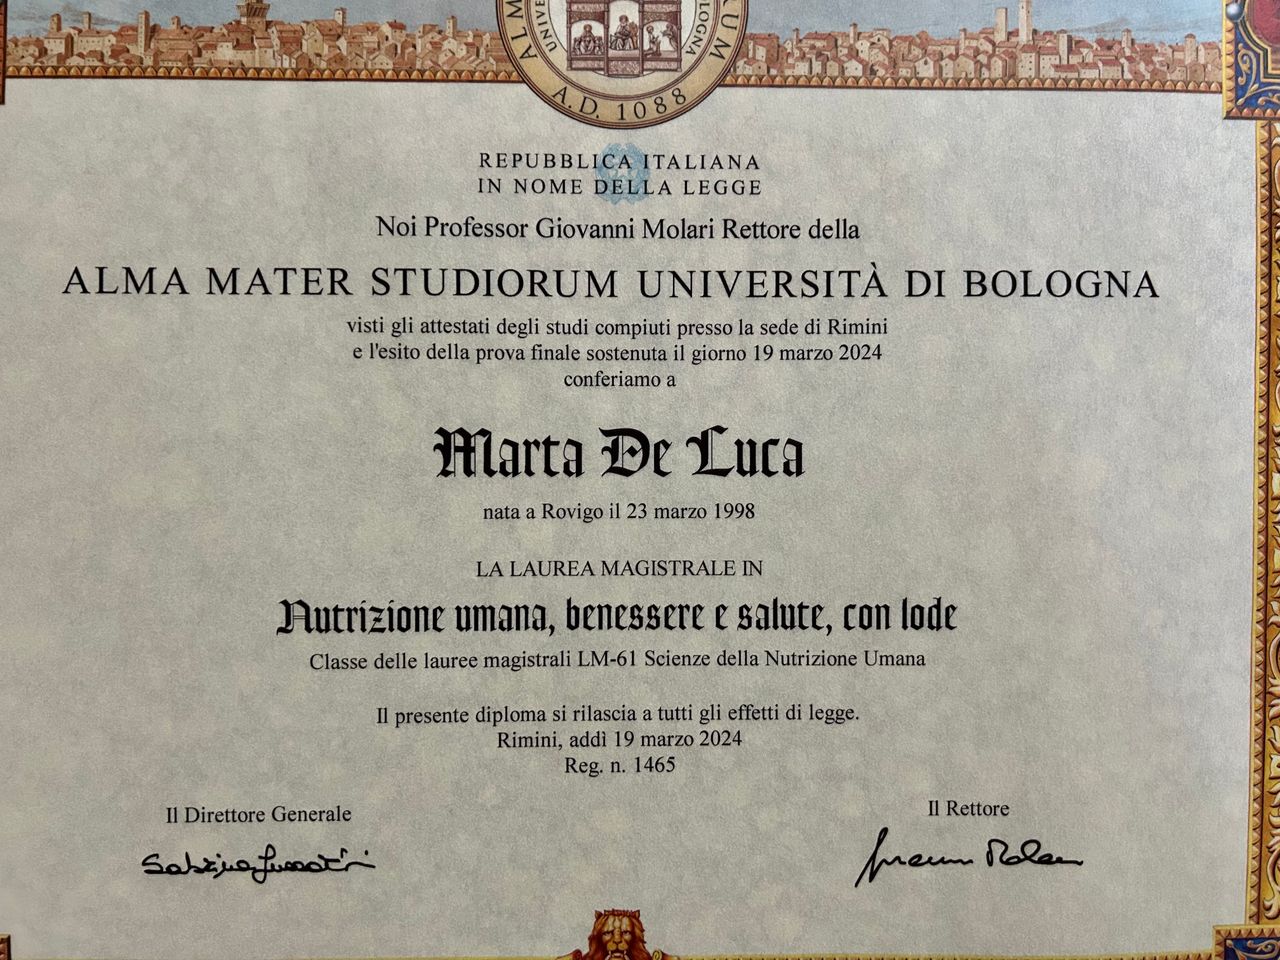 ALM
UNIVE
OLOGNA
RUM
A.D. 1088
REPUBBLICA ITALIANA
IN NOME DELLA LEGGE
Noi Professor Giovanni Molari Rettore della
ALMA MATER STUDIORUM UNIVERSITÀ DI BOLOGNA
visti gli attestati degli studi compiuti presso la sede di Rimini
e l'esito della prova finale sostenuta il giorno 19 marzo 2024
conferiamo a
Marta De Luca
nata a Rovigo il 23 marzo 1998
LA LAUREA MAGISTRALE IN
Nutrizione umana, benessere e salute, con lode
Classe delle lauree magistrali LM-61 Scienze della Nutrizione Umana
Il presente diploma si rilascia a tutti gli effetti di legge.
Rimini, addì 19 marzo 2024
Reg. n. 1465
Il Direttore Generale
Il Rettore